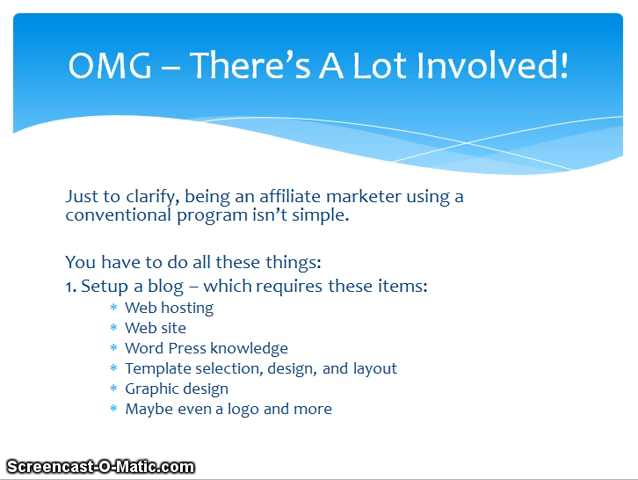 OMG – There's A Lot Involved!
Just to clarify, being an affiliate marketer using a
conventional program isn't simple.
You have to do all these things:
1. Setup a blog – which requires these items:
* Web hosting
* Web site
* Word Press knowledge
* Template selection, design, and layout
* Graphic design
* Maybe even a logo and more
Screencast-O-Matic.com